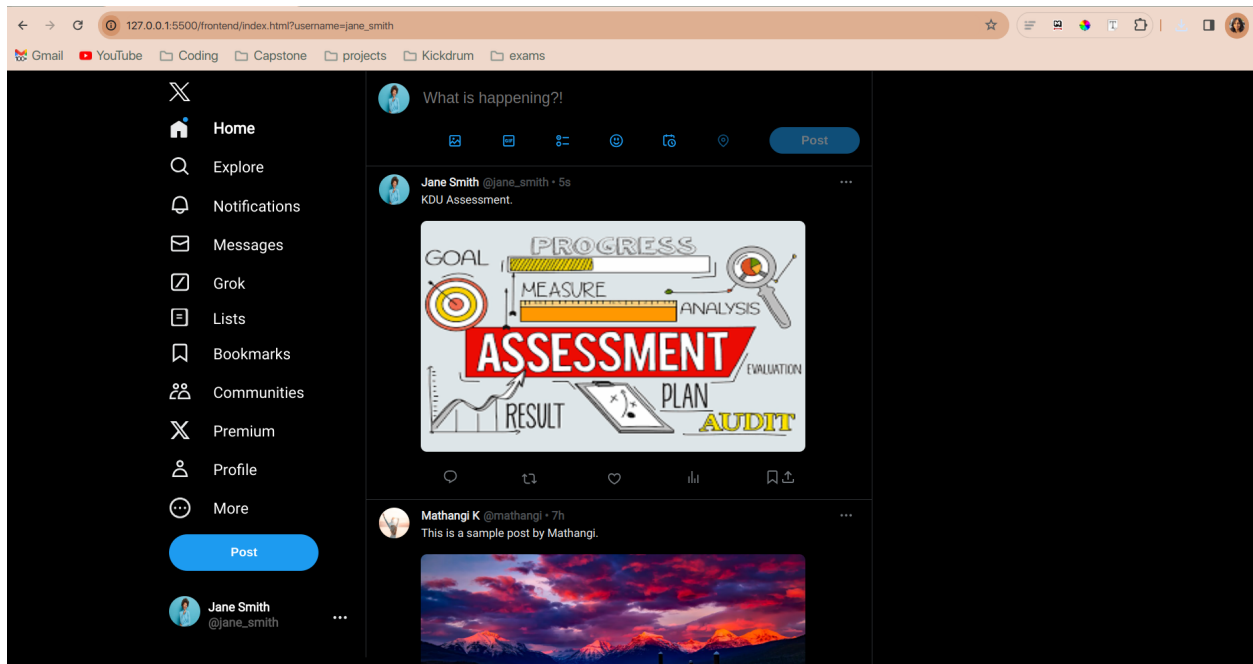 127.0.0.1:5500/frontend/index.html?username=jane_smith
Gmail YouTube Coding Capstone projects Kickdrum exams
What is happening?!
Post
Home
Explore
Notifications
Messages
Grok
Lists
Bookmarks
Communities
Premium
Profile
More
Post
Jane Smith
@jane_smith
Jane Smith @jane_smith • 5s
KDU Assessment.
PROGRESS
GOAL
MEASURE
ANALYSIS
ASSESSMENT
EVALUATION
PLAN
RESULT
AUDIT
Mathangi K @mathangi • 7h
This is a sample post by Mathangi.